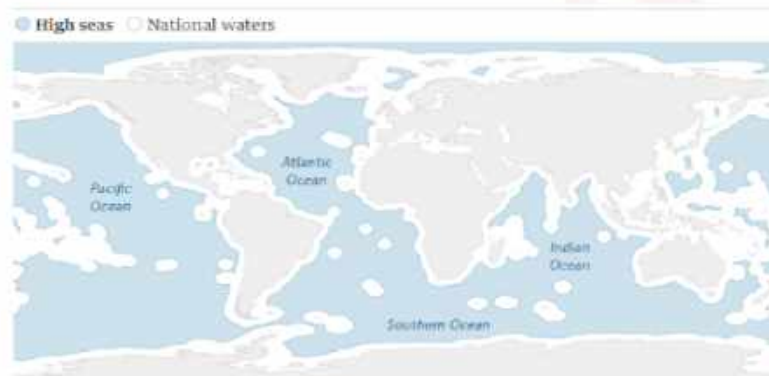 High seas National waters
Atlantic
Ocean
Pacific
Ocean
Indian
Ocean
Southern Ocean